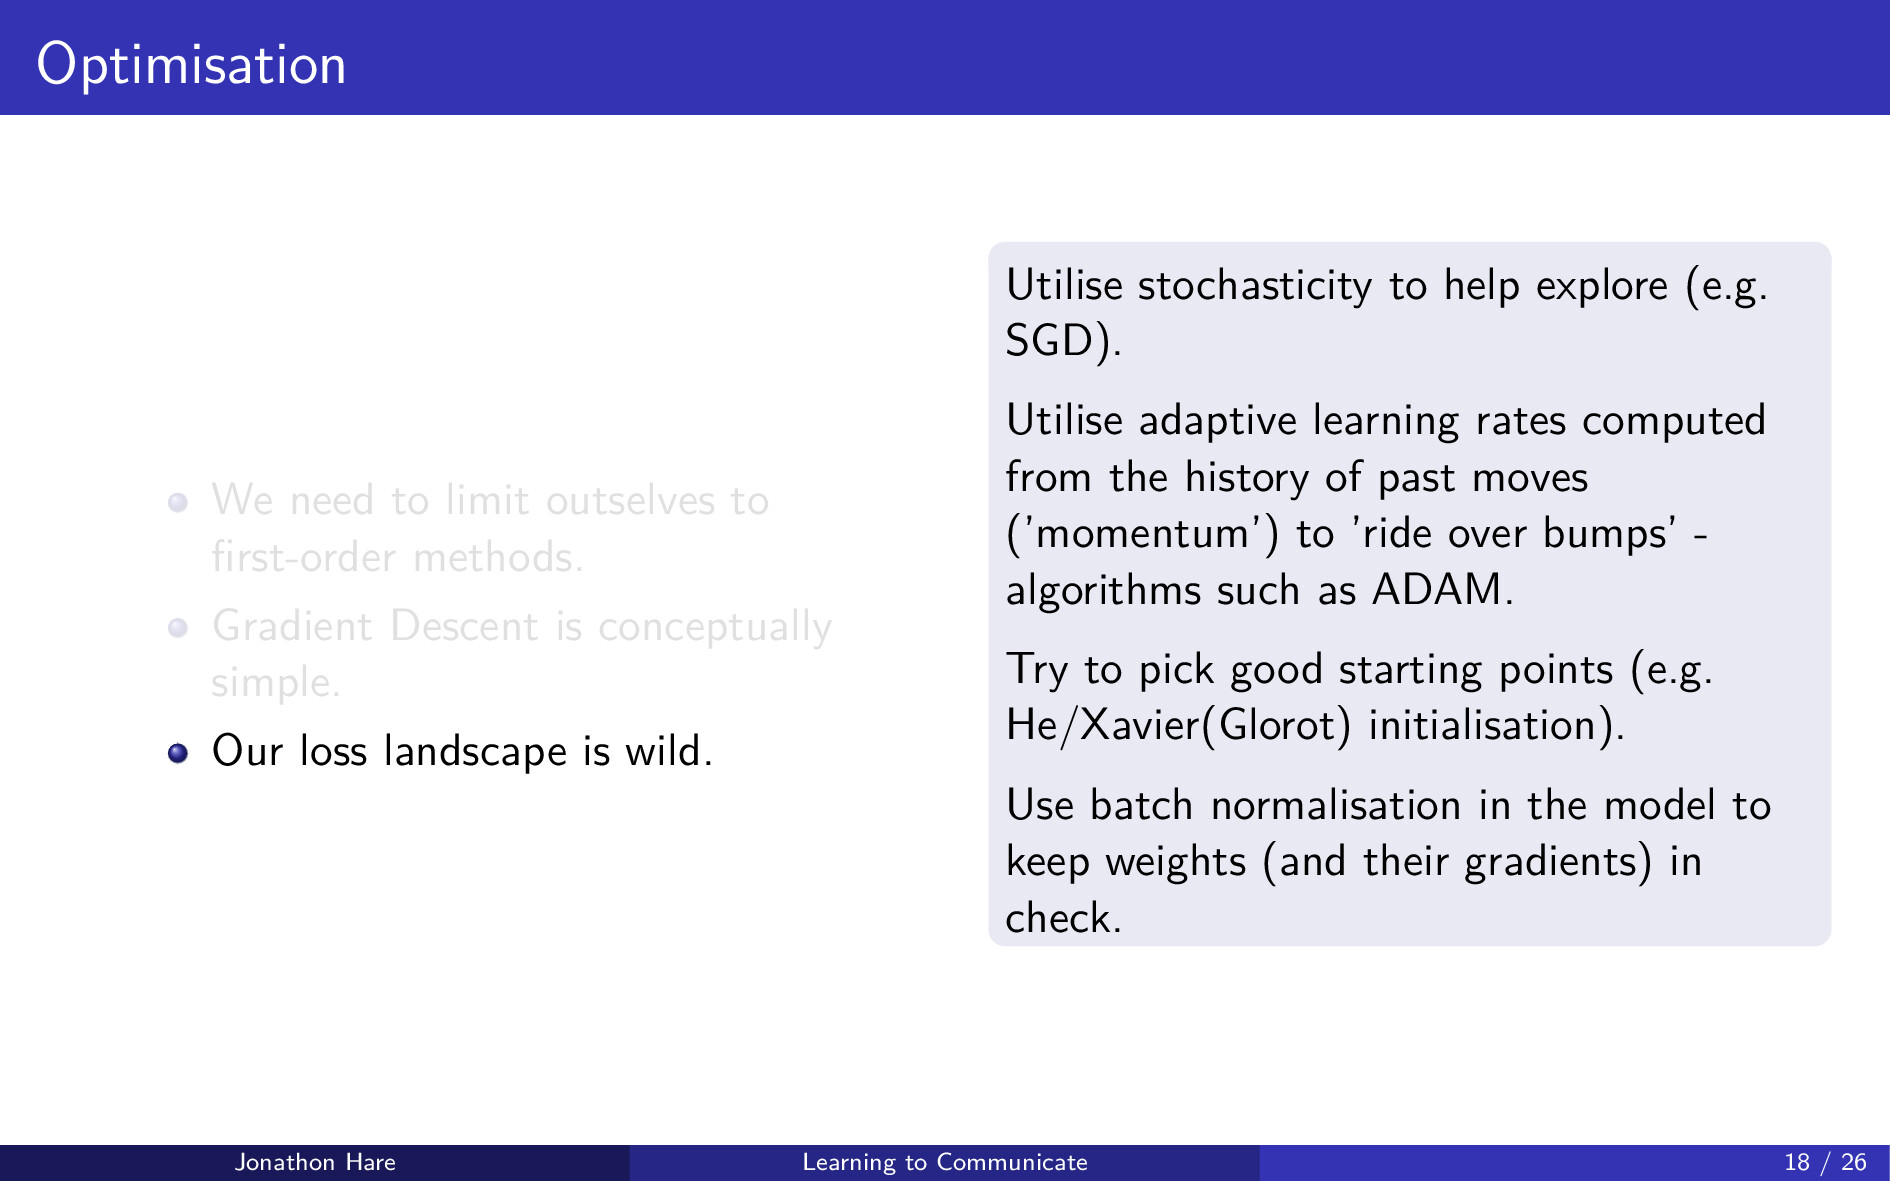 Optimisation
We need to limit outselves to
first-order methods.
Gradient Descent is conceptually
simple.
Our loss landscape is wild.
Utilise stochasticity to help explore (e.g.
SGD).
Utilise adaptive learning rates computed
from the history of past moves
('momentum') to 'ride over bumps' -
algorithms such as ADAM.
Try to pick good starting points (e.g.
He/Xavier(Glorot) initialisation).
Use batch normalisation in the model to
keep weights (and their gradients) in
check.
Jonathon Hare
Learning to Communicate
18 / 26